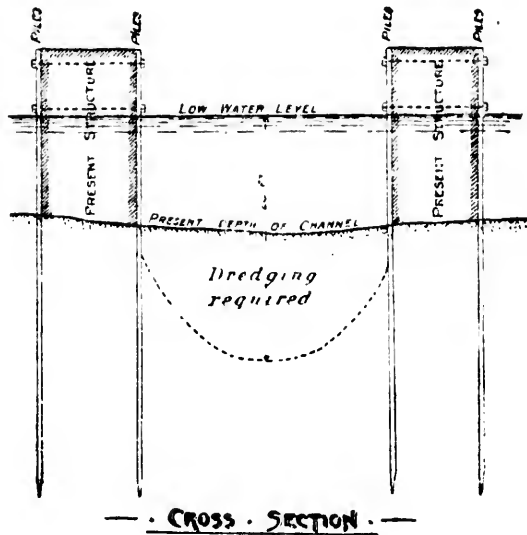 PILES
PILES
PILES
PILES
PRESENT STRUCTURE
LOW WATER LEVEL
PRESENT STRUCTURE
PRESENT DEPTH OF CHANNEL
Dredging
required
— · CROSS · SECTION · —